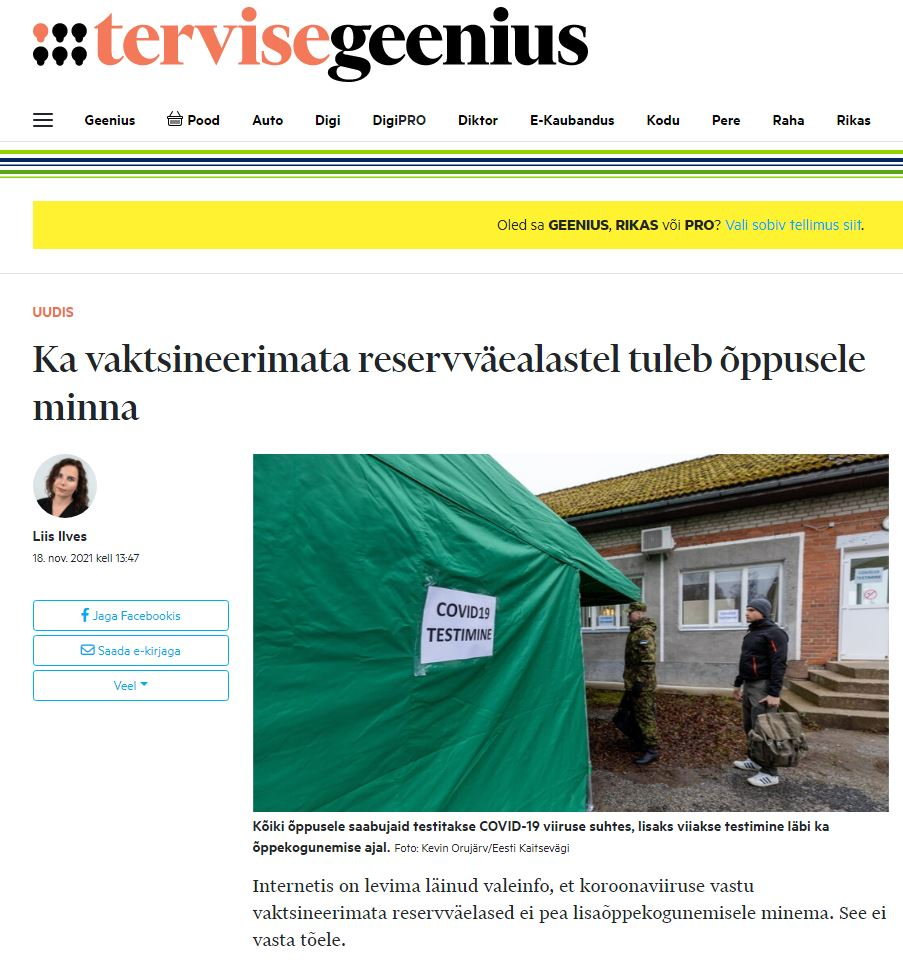 tervisegeenius
Geenius
Pood
Auto
Digi
DigiPRO
Diktor
E-Kaubandus
Kodu
Pere
Raha
Rikas
Oled sa GEENIUS, RIKAS või PRO? Vali sobiv tellimus siit.
UUDIS
Ka vaktsineerimata reservväealastel tuleb õppusele
minna
Liis Ilves
18. nov. 2021 kell 13:47
Jaga Facebookis
Saada e-kirjaga
Veel
COVID19
TESTIMINE
Kõiki õppusele saabujaid testitakse COVID-19 viiruse suhtes, lisaks viiakse testimine läbi ka
õppekogunemise ajal. Foto: Kevin Orujärv/Eesti Kaitsevägi
Internetis on levima läinud valeinfo, et koroonaviiruse vastu
vaktsineerimata reservväelased ei pea lisaõppekogunemisele minema. See ei
vasta tõele.